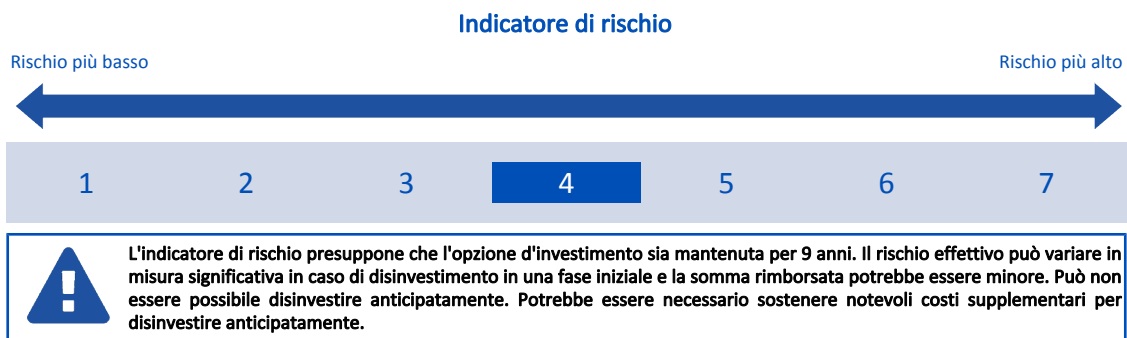 Indicatore di rischio
Rischio più basso
Rischio più alto
1 2 3 4 5 6 7
L'indicatore di rischio presuppone che l'opzione d'investimento sia mantenuta per 9 anni. Il rischio effettivo può variare in
misura significativa in caso di disinvestimento in una fase iniziale e la somma rimborsata potrebbe essere minore. Può non
essere possibile disinvestire anticipatamente. Potrebbe essere necessario sostenere notevoli costi supplementari per
disinvestire anticipatamente.